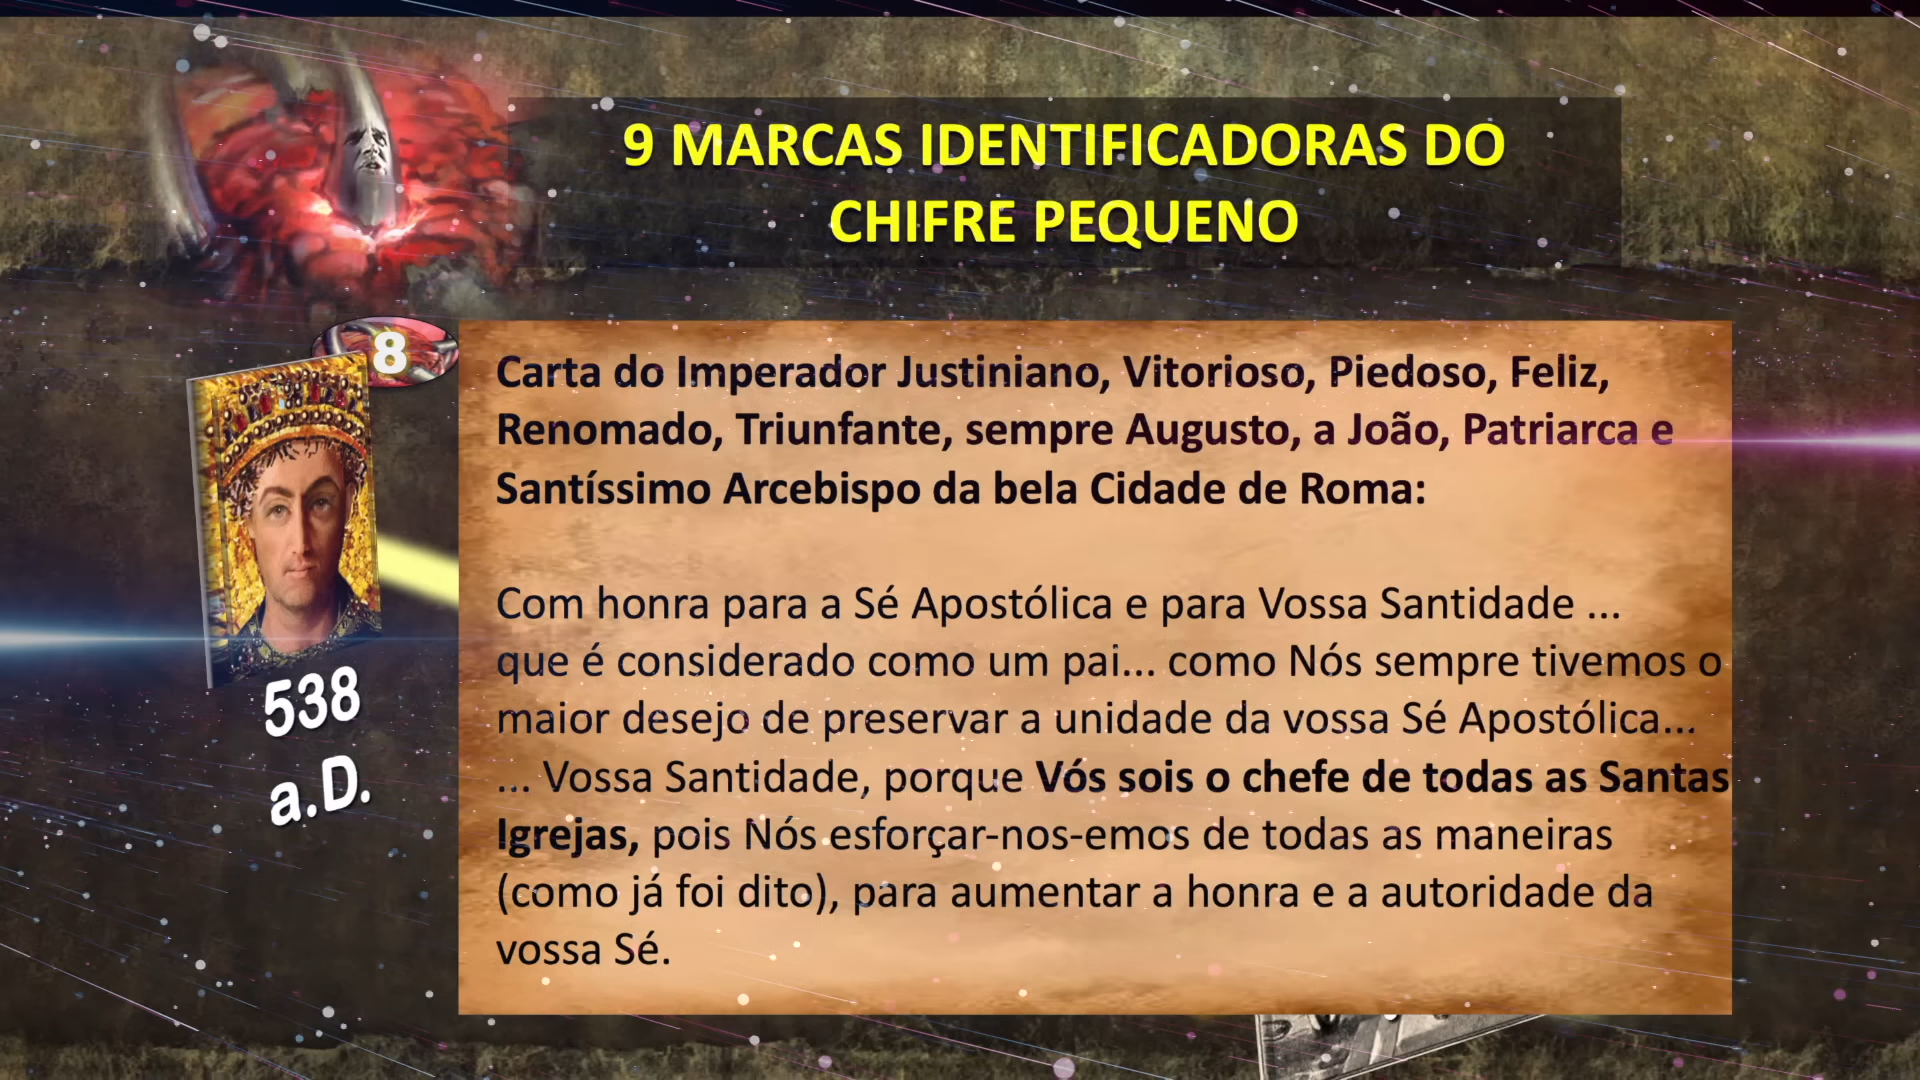 9 MARCAS IDENTIFICADORAS DO
CHIFRE PEQUENO
8
Carta do Imperador Justiniano, Vitorioso, Piedoso, Feliz,
Renomado, Triunfante, sempre Augusto, a João, Patriarca e
Santíssimo Arcebispo da bela Cidade de Roma:
Com honra para a Sé Apostólica e para Vossa Santidade ...
que é considerado como um pai... como Nós sempre tivemos o
maior desejo de preservar a unidade da vossa Sé Apostólica...
... Vossa Santidade, porque Vós sois o chefe de todas as Santas
Igrejas, pois Nós esforçar-nos-emos de todas as maneiras
(como já foi dito), para aumentar a honra e a autoridade da
vossa Sé.
538
a.D.